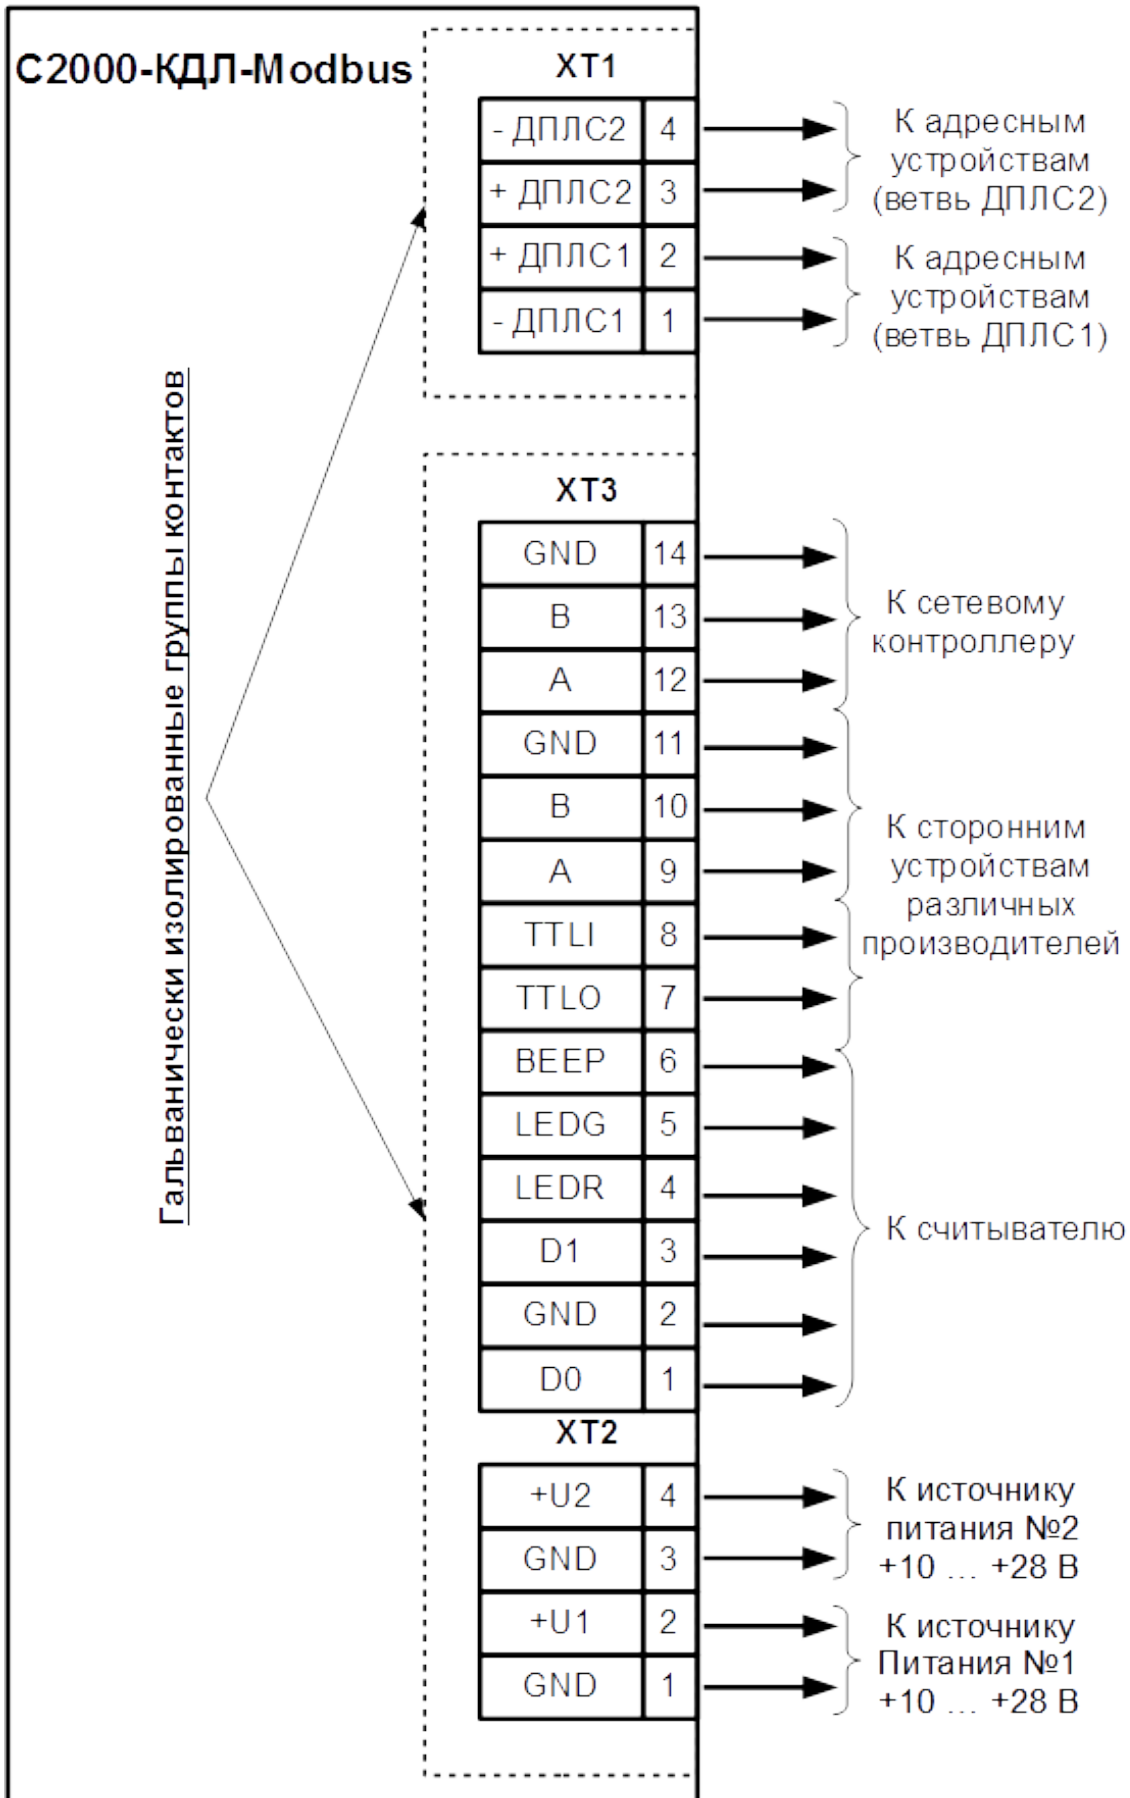 С2000-КДЛ-Modbus
XT1
- ДПЛС2 4
+ ДПЛС2 3
+ ДПЛС1 2
- ДПЛС1 1
К адресным
устройствам
(ветвь ДПЛС2)
К адресным
устройствам
(ветвь ДПЛС1)
Гальванически изолированные группы контактов
XT3
GND 14
B 13
A 12
GND 11
B 10
A 9
TTLI 8
TTLO 7
BEEP 6
LEDG 5
LEDR 4
D1 3
GND 2
D0 1
К сетевому
контроллеру
К сторонним
устройствам
различных
производителей
К считывателю
XT2
+U2 4
GND 3
+U1 2
GND 1
К источнику
питания №2
+10 ... +28 В
К источнику
Питания №1
+10 ... +28 В